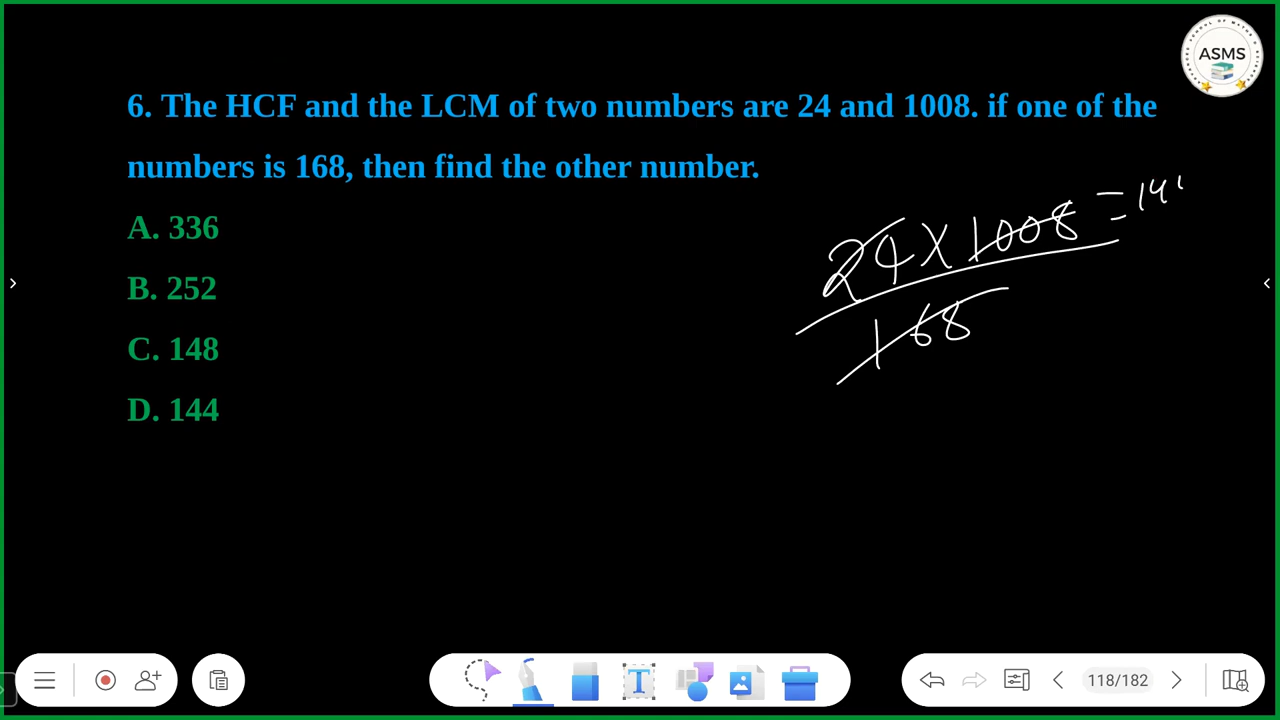 ASMS
6. The HCF and the LCM of two numbers are 24 and 1008. if one of the
numbers is 168, then find the other number.
A. 336
B. 252
C. 148
D. 144
24 X 1008 = 14
168
118/182